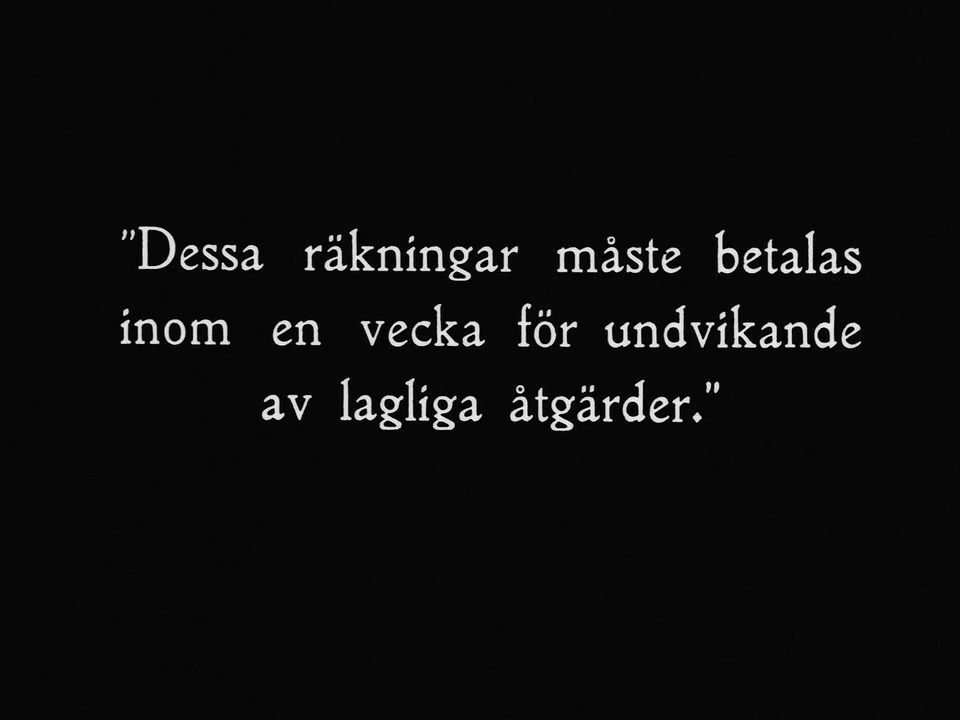 "Dessa räkningar måste betalas
inom en vecka för undvikande
av lagliga åtgärder."